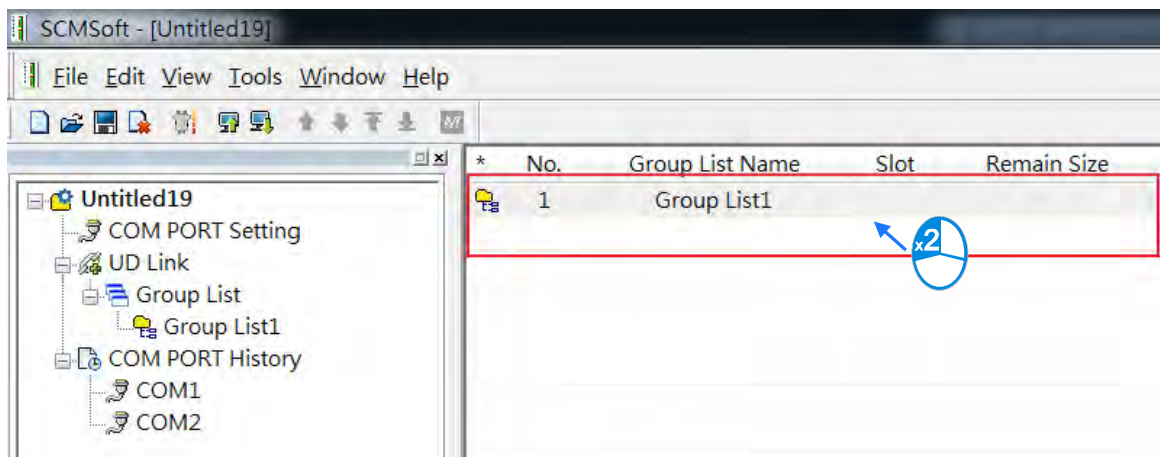 SCMSoft - [Untitled19]
File Edit View Tools Window Help
M
* No. Group List Name Slot Remain Size
1 Group List1
x2
Untitled19
COM PORT Setting
UD Link
Group List
Group List1
COM PORT History
COM1
COM2